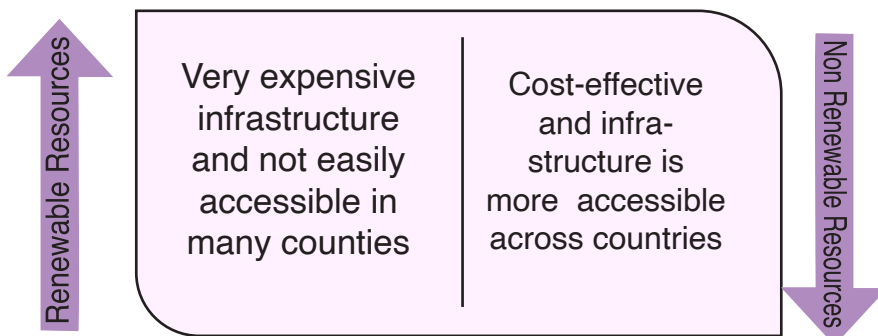 Renewable Resources
Very expensive
infrastructure
and not easily
accessible in
many counties
Cost-effective
and infra-
structure is
more accessible
across countries
Non Renewable Resources